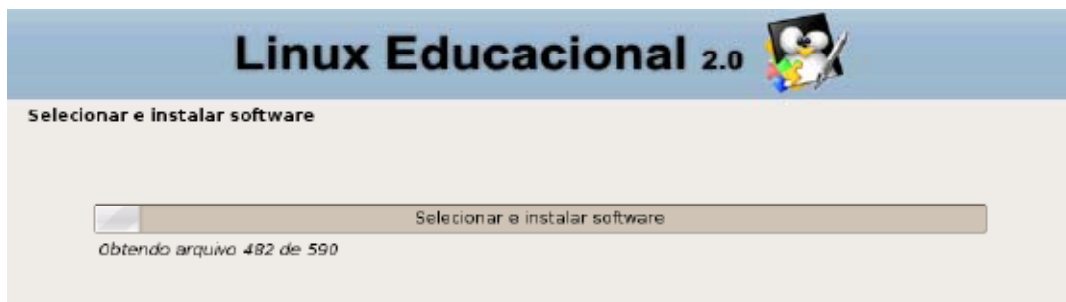 Linux Educacional 2.0
Selecionar e instalar software
Selecionar e instalar software
Obtendo arquivo 482 de 590